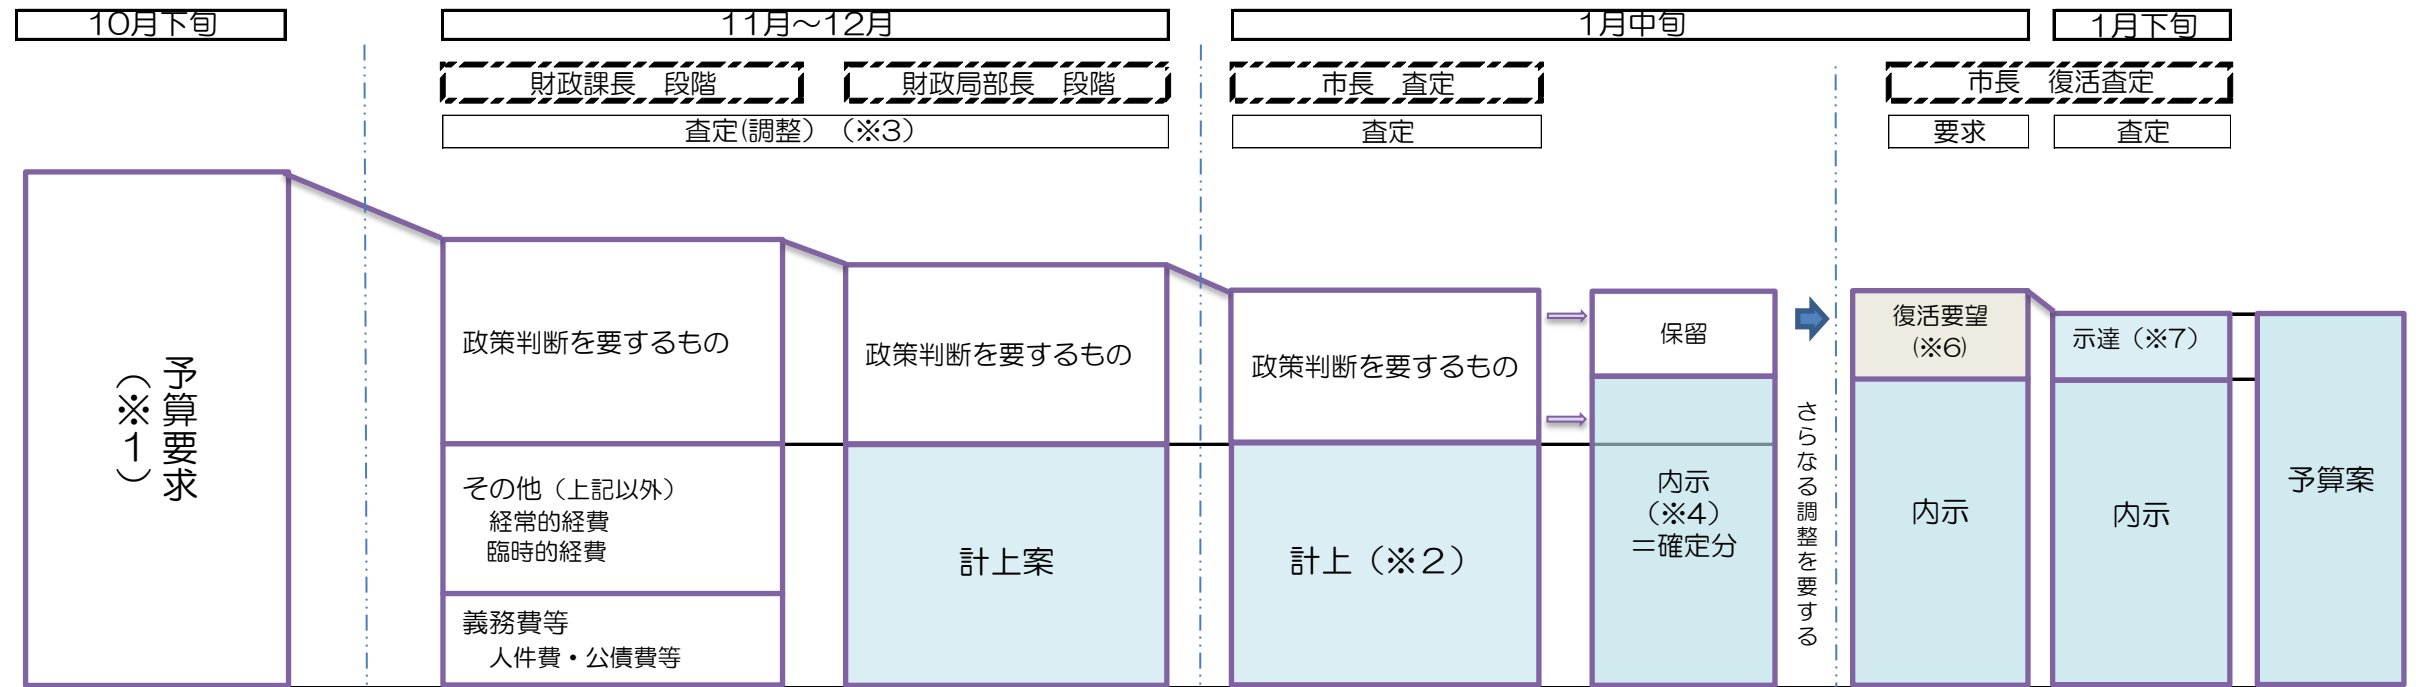 10月下旬
11月～12月
1月中旬
1月下旬
財政課長　段階
財政局部長　段階
市長　査定
市長　復活査定
査定(調整）（※3）
査定
要求
査定
予算要求
（※1）
政策判断を要するもの
その他（上記以外）
経常的経費
臨時的経費
義務費等
人件費・公債費等
政策判断を要するもの
計上案
政策判断を要するもの
計上（※2）
保留
内示
（※4）
＝確定分
さらなる調整を要する
復活要望
(※6)
内示
示達（※7）
内示
予算案